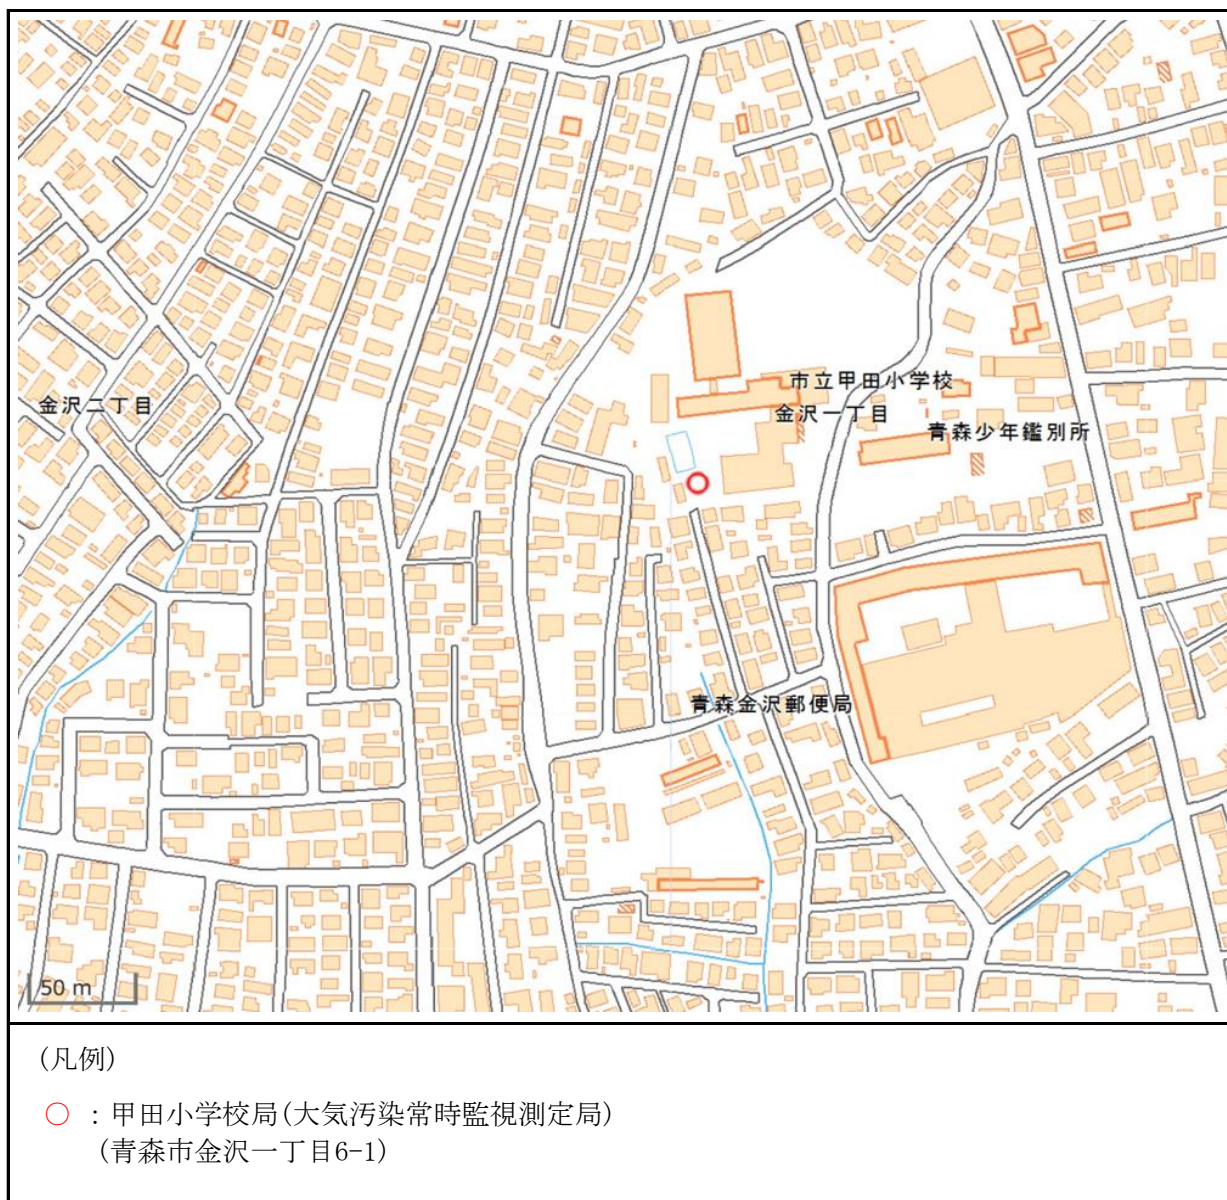 市立甲田小学校
金沢二丁目
金沢一丁目
青森少年鑑別所
青森金沢郵便局
50 m
(凡例)
○ : 甲田小学校局(大気汚染常時監視測定局)
(青森市金沢一丁目6-1)